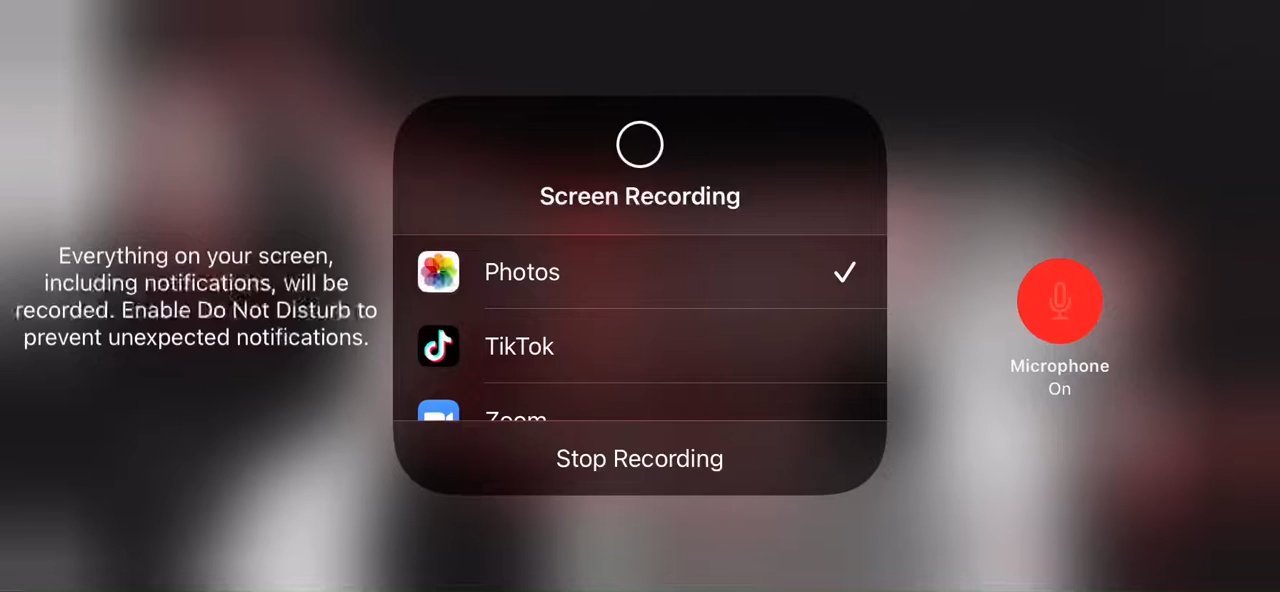 Screen Recording
Everything on your screen,
including notifications, will be
recorded. Enable Do Not Disturb to
prevent unexpected notifications.
Photos
TikTok
Zoom
Stop Recording
Microphone
On